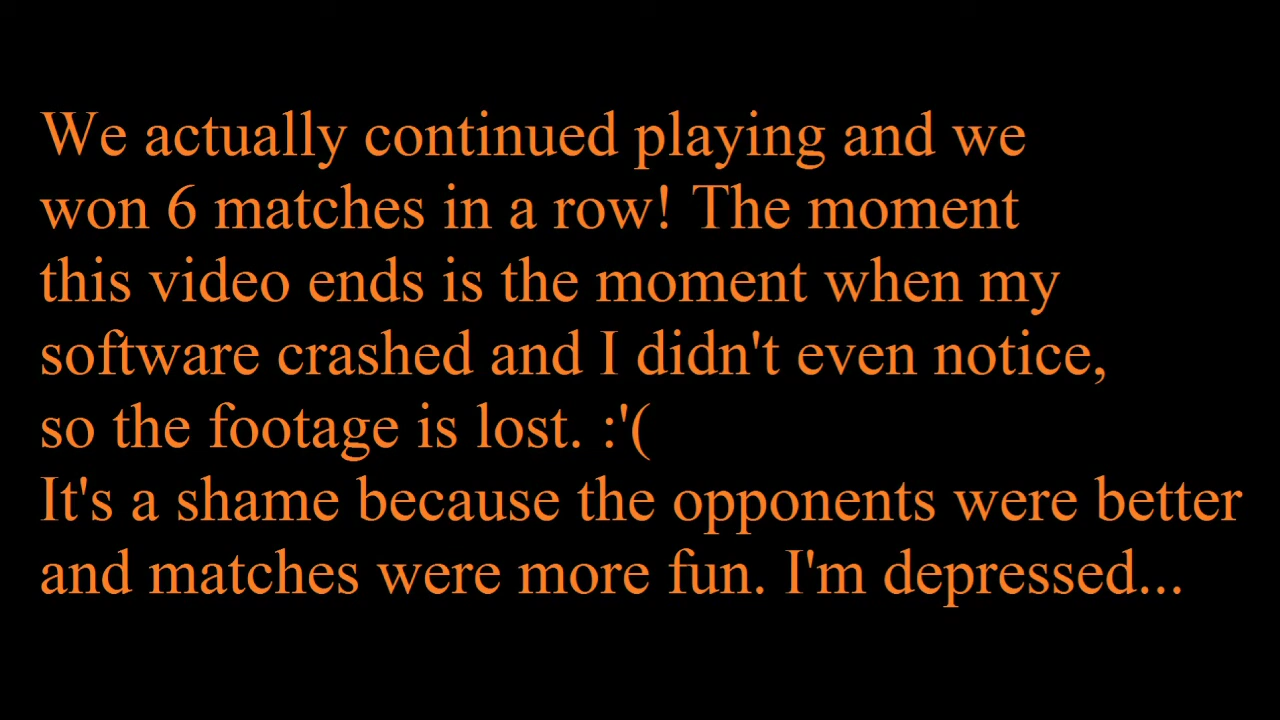 We actually continued playing and we
won 6 matches in a row! The moment
this video ends is the moment when my
software crashed and I didn't even notice,
so the footage is lost. :'(
It's a shame because the opponents were better
and matches were more fun. I'm depressed...